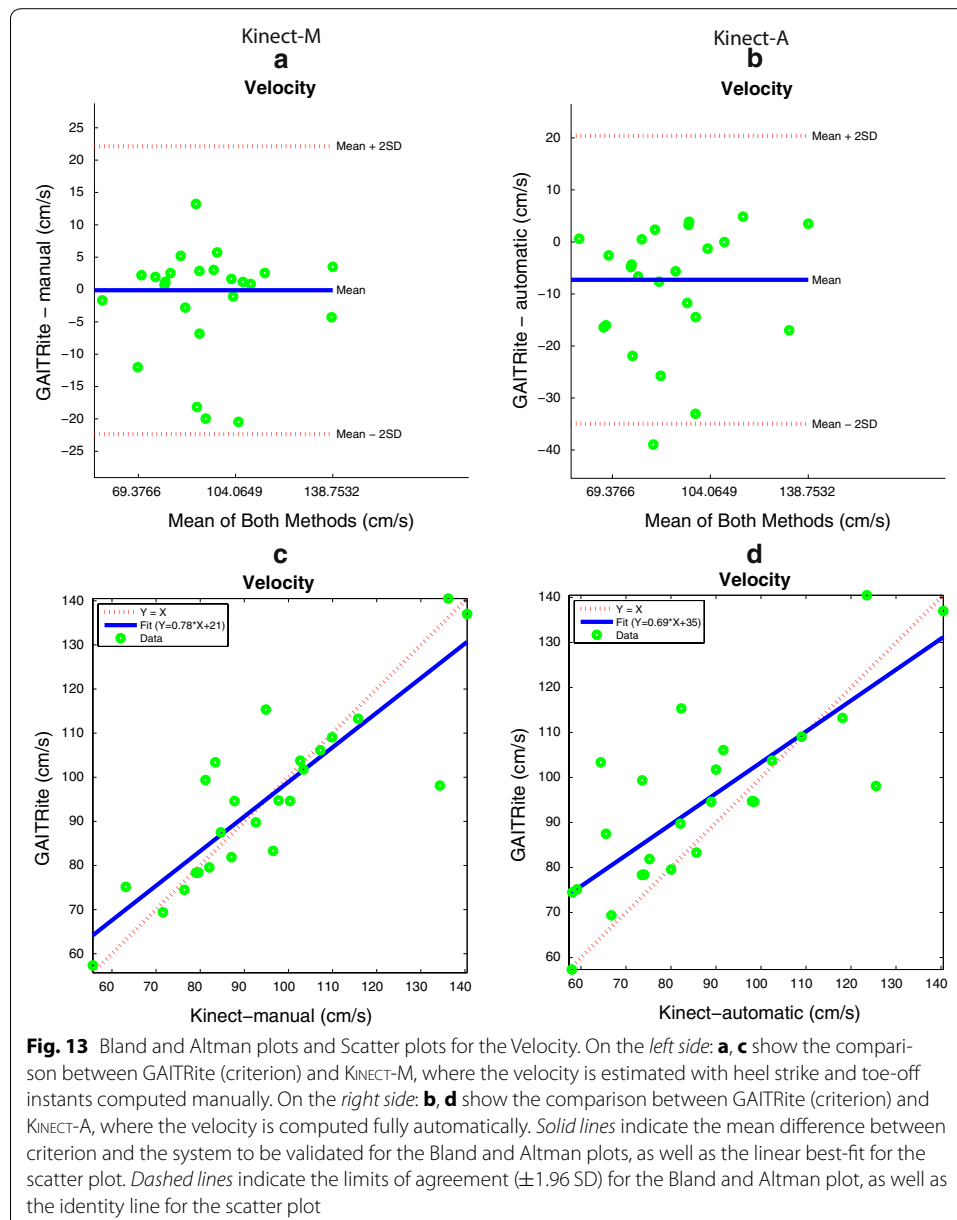 Kinect-M
a
Velocity
25
20
15
10
5
0
−5
−10
−15
−20
−25
GAITRite − manual (cm/s)
Mean + 2SD
Mean
Mean − 2SD
69.3766 104.0649 138.7532
Mean of Both Methods (cm/s)
Kinect-A
b
Velocity
20
10
0
−10
−20
−30
−40
GAITRite − automatic (cm/s)
Mean + 2SD
Mean
Mean − 2SD
69.3766 104.0649 138.7532
Mean of Both Methods (cm/s)
c
Velocity
Y = X
Fit (Y=0.78*X+21)
Data
140
130
120
110
100
90
80
70
60
GAITRite (cm/s)
60 70 80 90 100 110 120 130 140
Kinect−manual (cm/s)
d
Velocity
Y = X
Fit (Y=0.69*X+35)
Data
140
130
120
110
100
90
80
70
60
GAITRite (cm/s)
60 70 80 90 100 110 120 130 140
Kinect−automatic (cm/s)
Fig. 13 Bland and Altman plots and Scatter plots for the Velocity. On the left side: a, c show the compari-
son between GAITRite (criterion) and KINECT-M, where the velocity is estimated with heel strike and toe-off
instants computed manually. On the right side: b, d show the comparison between GAITRite (criterion) and
KINECT-A, where the velocity is computed fully automatically. Solid lines indicate the mean difference between
criterion and the system to be validated for the Bland and Altman plots, as well as the linear best-fit for the
scatter plot. Dashed lines indicate the limits of agreement (±1.96 SD) for the Bland and Altman plot, as well as
the identity line for the scatter plot